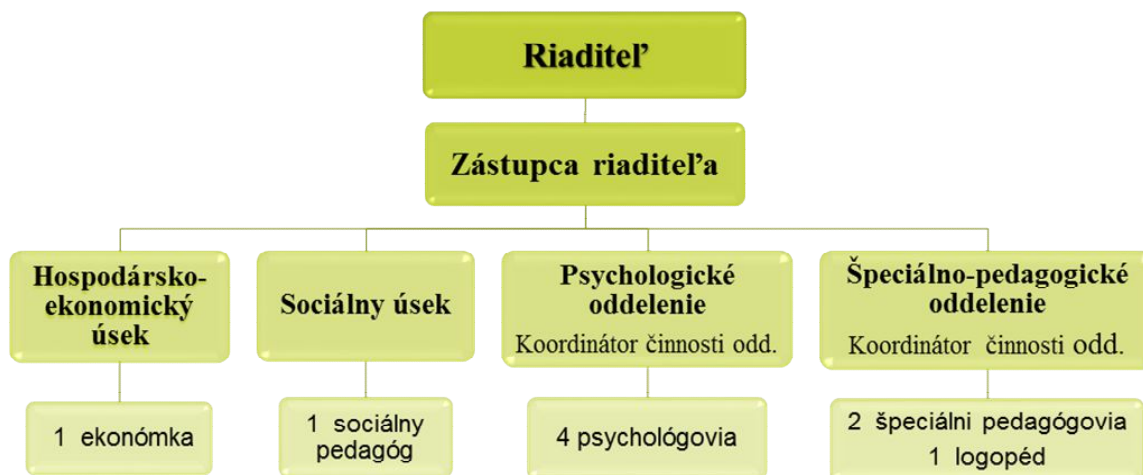 Riaditeľ
Zástupca riaditeľa
Hospodársko-
ekonomický
úsek
Sociálny úsek
Psychologické
oddelenie
Koordinátor činnosti odd.
Špeciálno-pedagogické
oddelenie
Koordinátor činnosti odd.
1 ekonómka
1 sociálny
pedagóg
4 psychológovia
2 špeciálni pedagógovia
1 logopéd